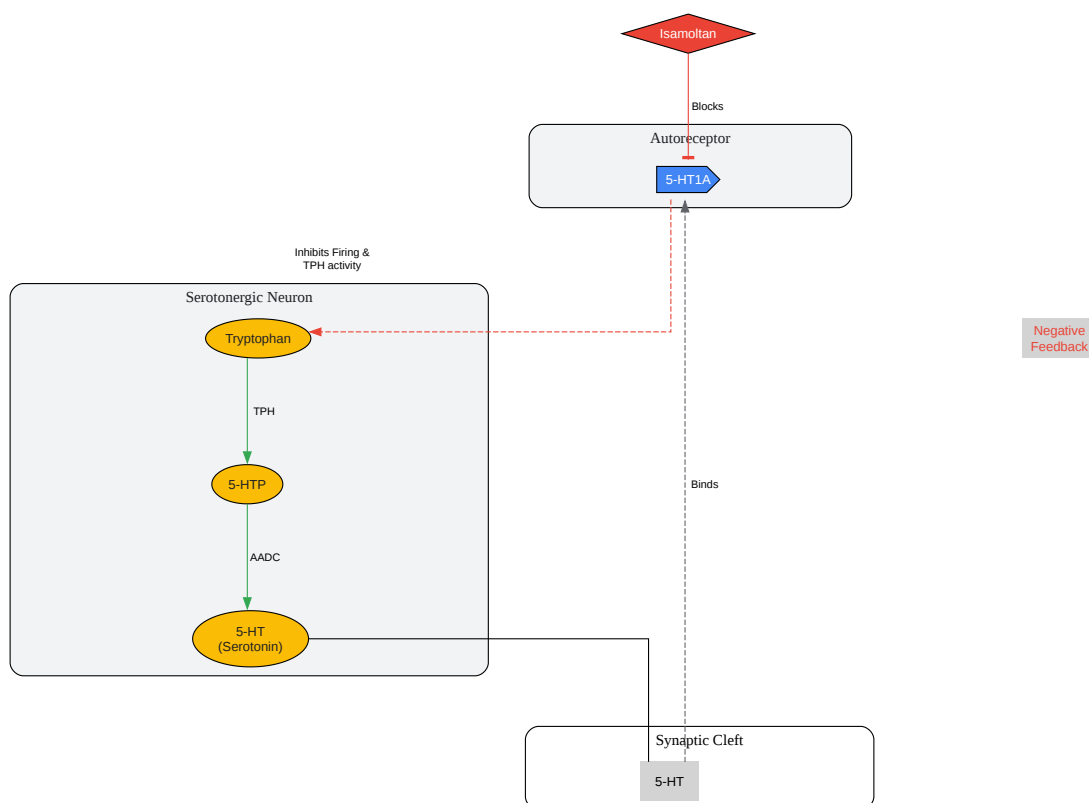 Isamoltan
Blocks
Autoreceptor
5-HT1A
Inhibits Firing &
TPH activity
Serotonergic Neuron
Tryptophan
Negative
Feedback
TPH
5-HTP
Binds
AADC
5-HT
(Serotonin)
Synaptic Cleft
5-HT